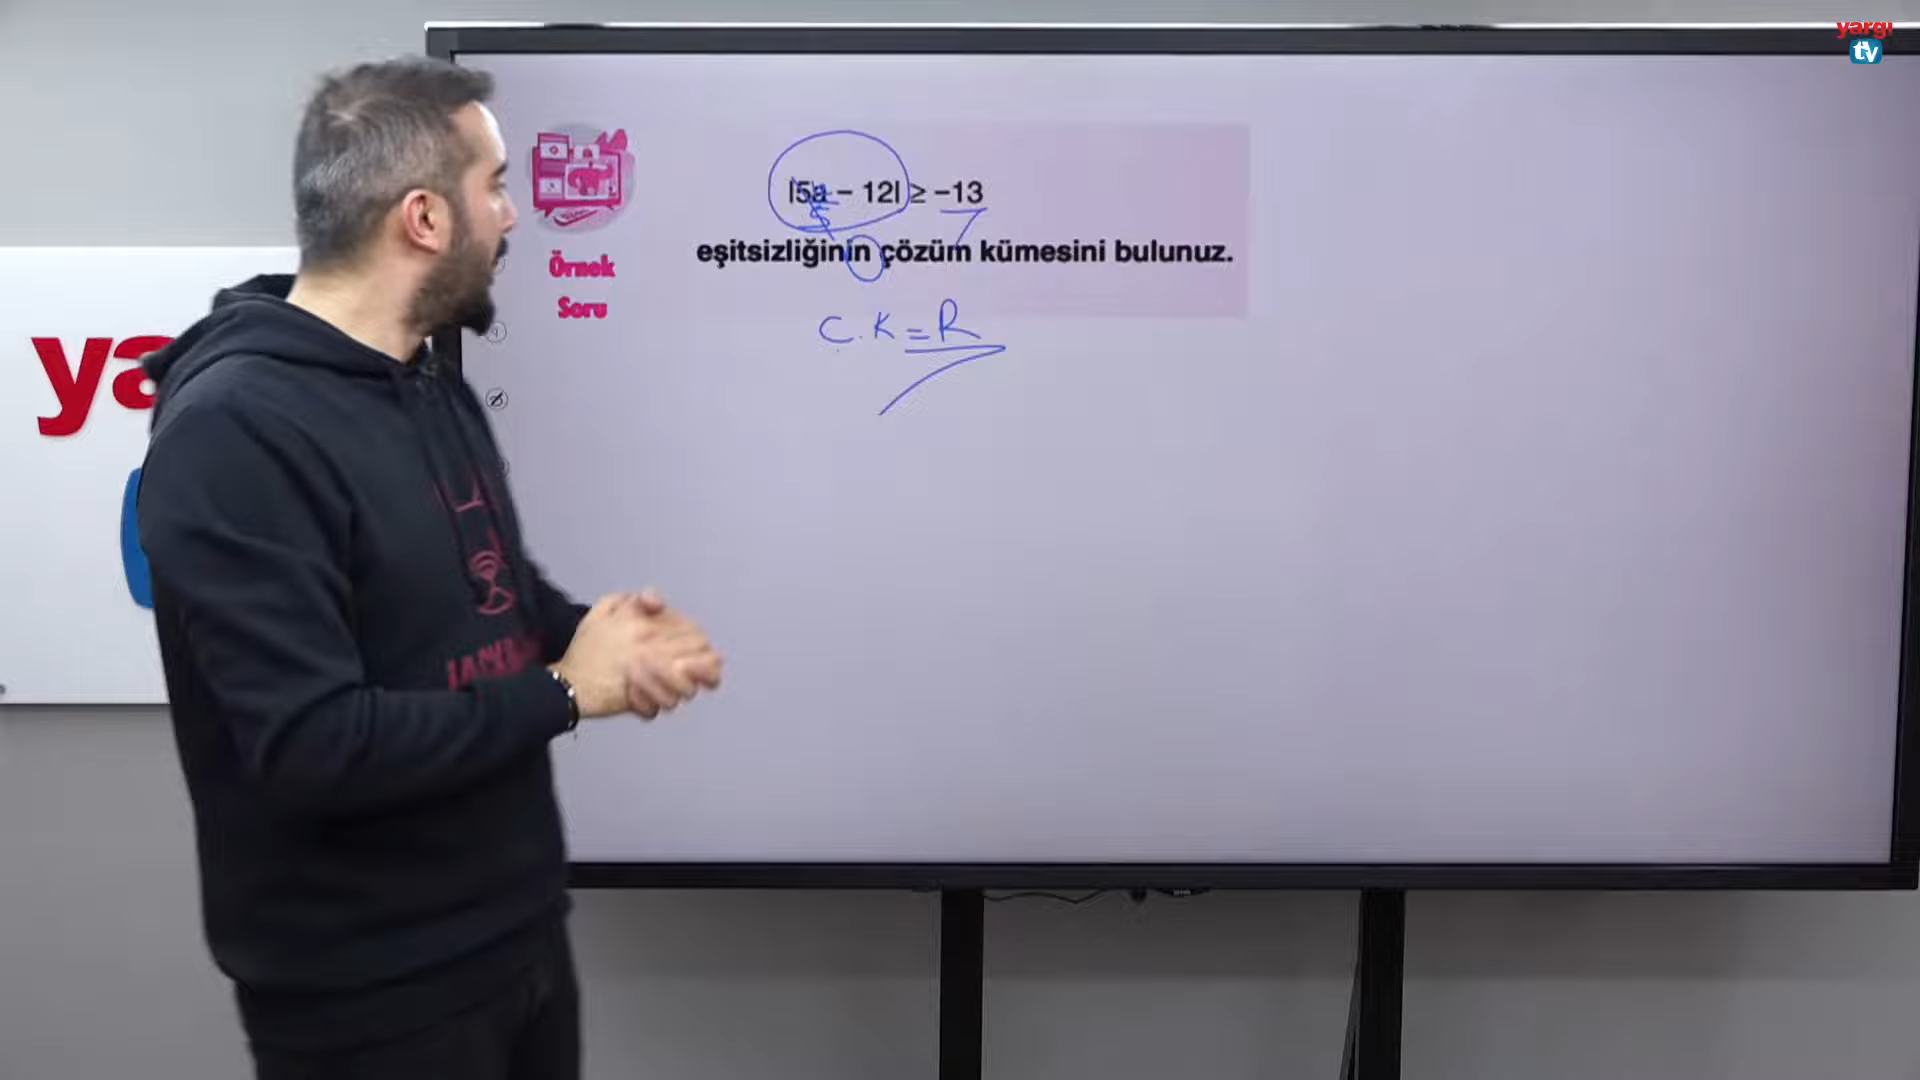 yargı
tv
|5a − 12| ≥ −13
eşitsizliğinin çözüm kümesini bulunuz.
Örnek
Soru
Ç.K = R
ya